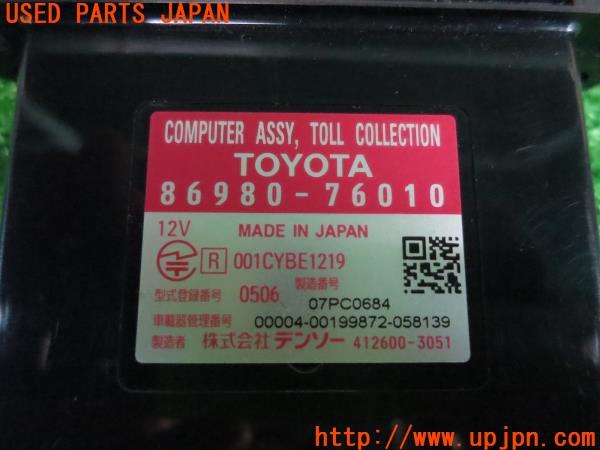 USED PARTS JAPAN
COMPUTER ASSY, TOLL COLLECTION
TOYOTA
86980-76010
12V MADE IN JAPAN
R 001CYBE1219
型式登録番号 0506 製造番号 07PC0684
車載器管理番号 00004-00199872-058139
製造者 株式会社デンソー 412600-3051
http://www.upjpn.com/